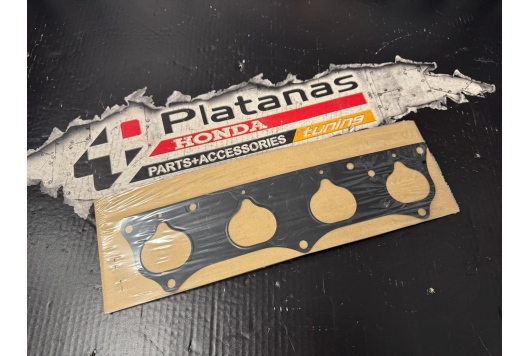 Platanas
HONDA tuning
PARTS+ACCESSORIES